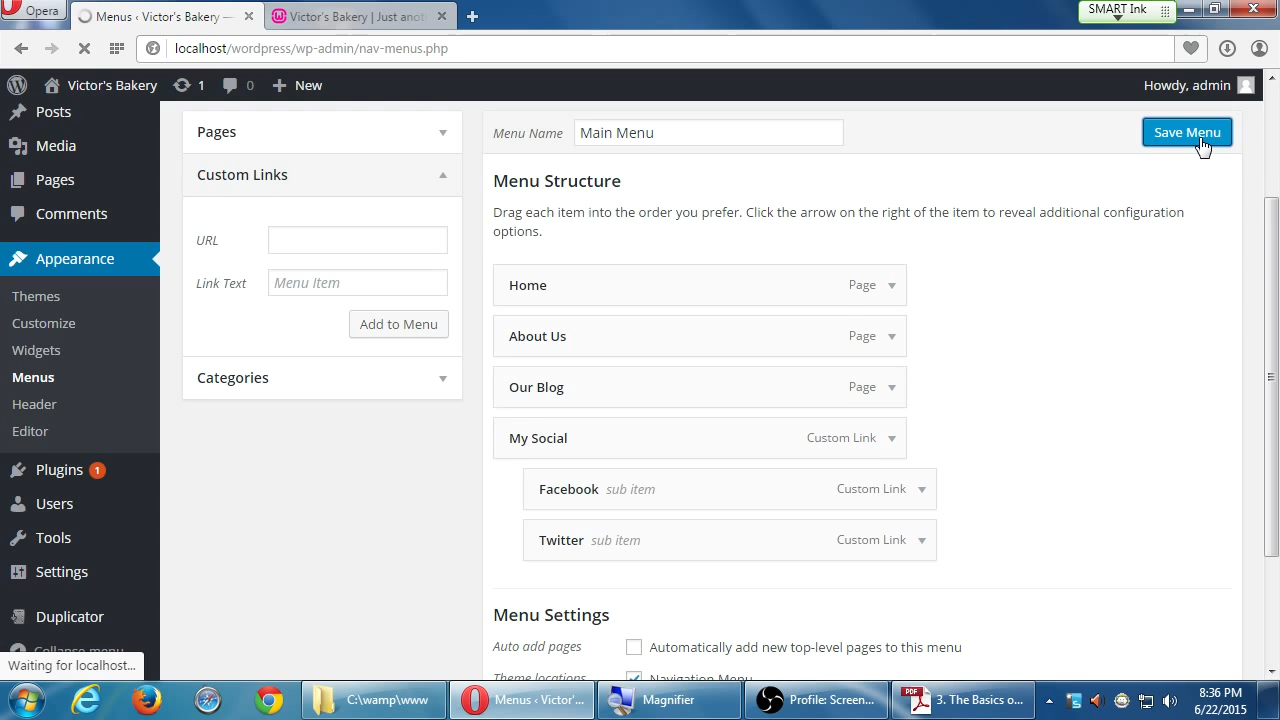 Opera
Menus ‹ Victor's Bakery —
Victor's Bakery | Just anot
SMART Ink
localhost/wordpress/wp-admin/nav-menus.php
Victor's Bakery
1
0
New
Howdy, admin
Posts
Media
Pages
Comments
Appearance
Themes
Customize
Widgets
Menus
Header
Editor
Plugins 1
Users
Tools
Settings
Duplicator
Collapse menu
Waiting for localhost...
Pages
Custom Links
URL
Link Text
Menu Item
Add to Menu
Categories
Menu Name
Main Menu
Save Menu
Menu Structure
Drag each item into the order you prefer. Click the arrow on the right of the item to reveal additional configuration
options.
Home Page
About Us Page
Our Blog Page
My Social Custom Link
Facebook sub item Custom Link
Twitter sub item Custom Link
Menu Settings
Auto add pages
Automatically add new top-level pages to this menu
Theme locations
Navigation Menu
C:\wamp\www
Menus ‹ Victor'...
Magnifier
Profile: Screen...
PDF
3. The Basics o...
8:36 PM
6/22/2015